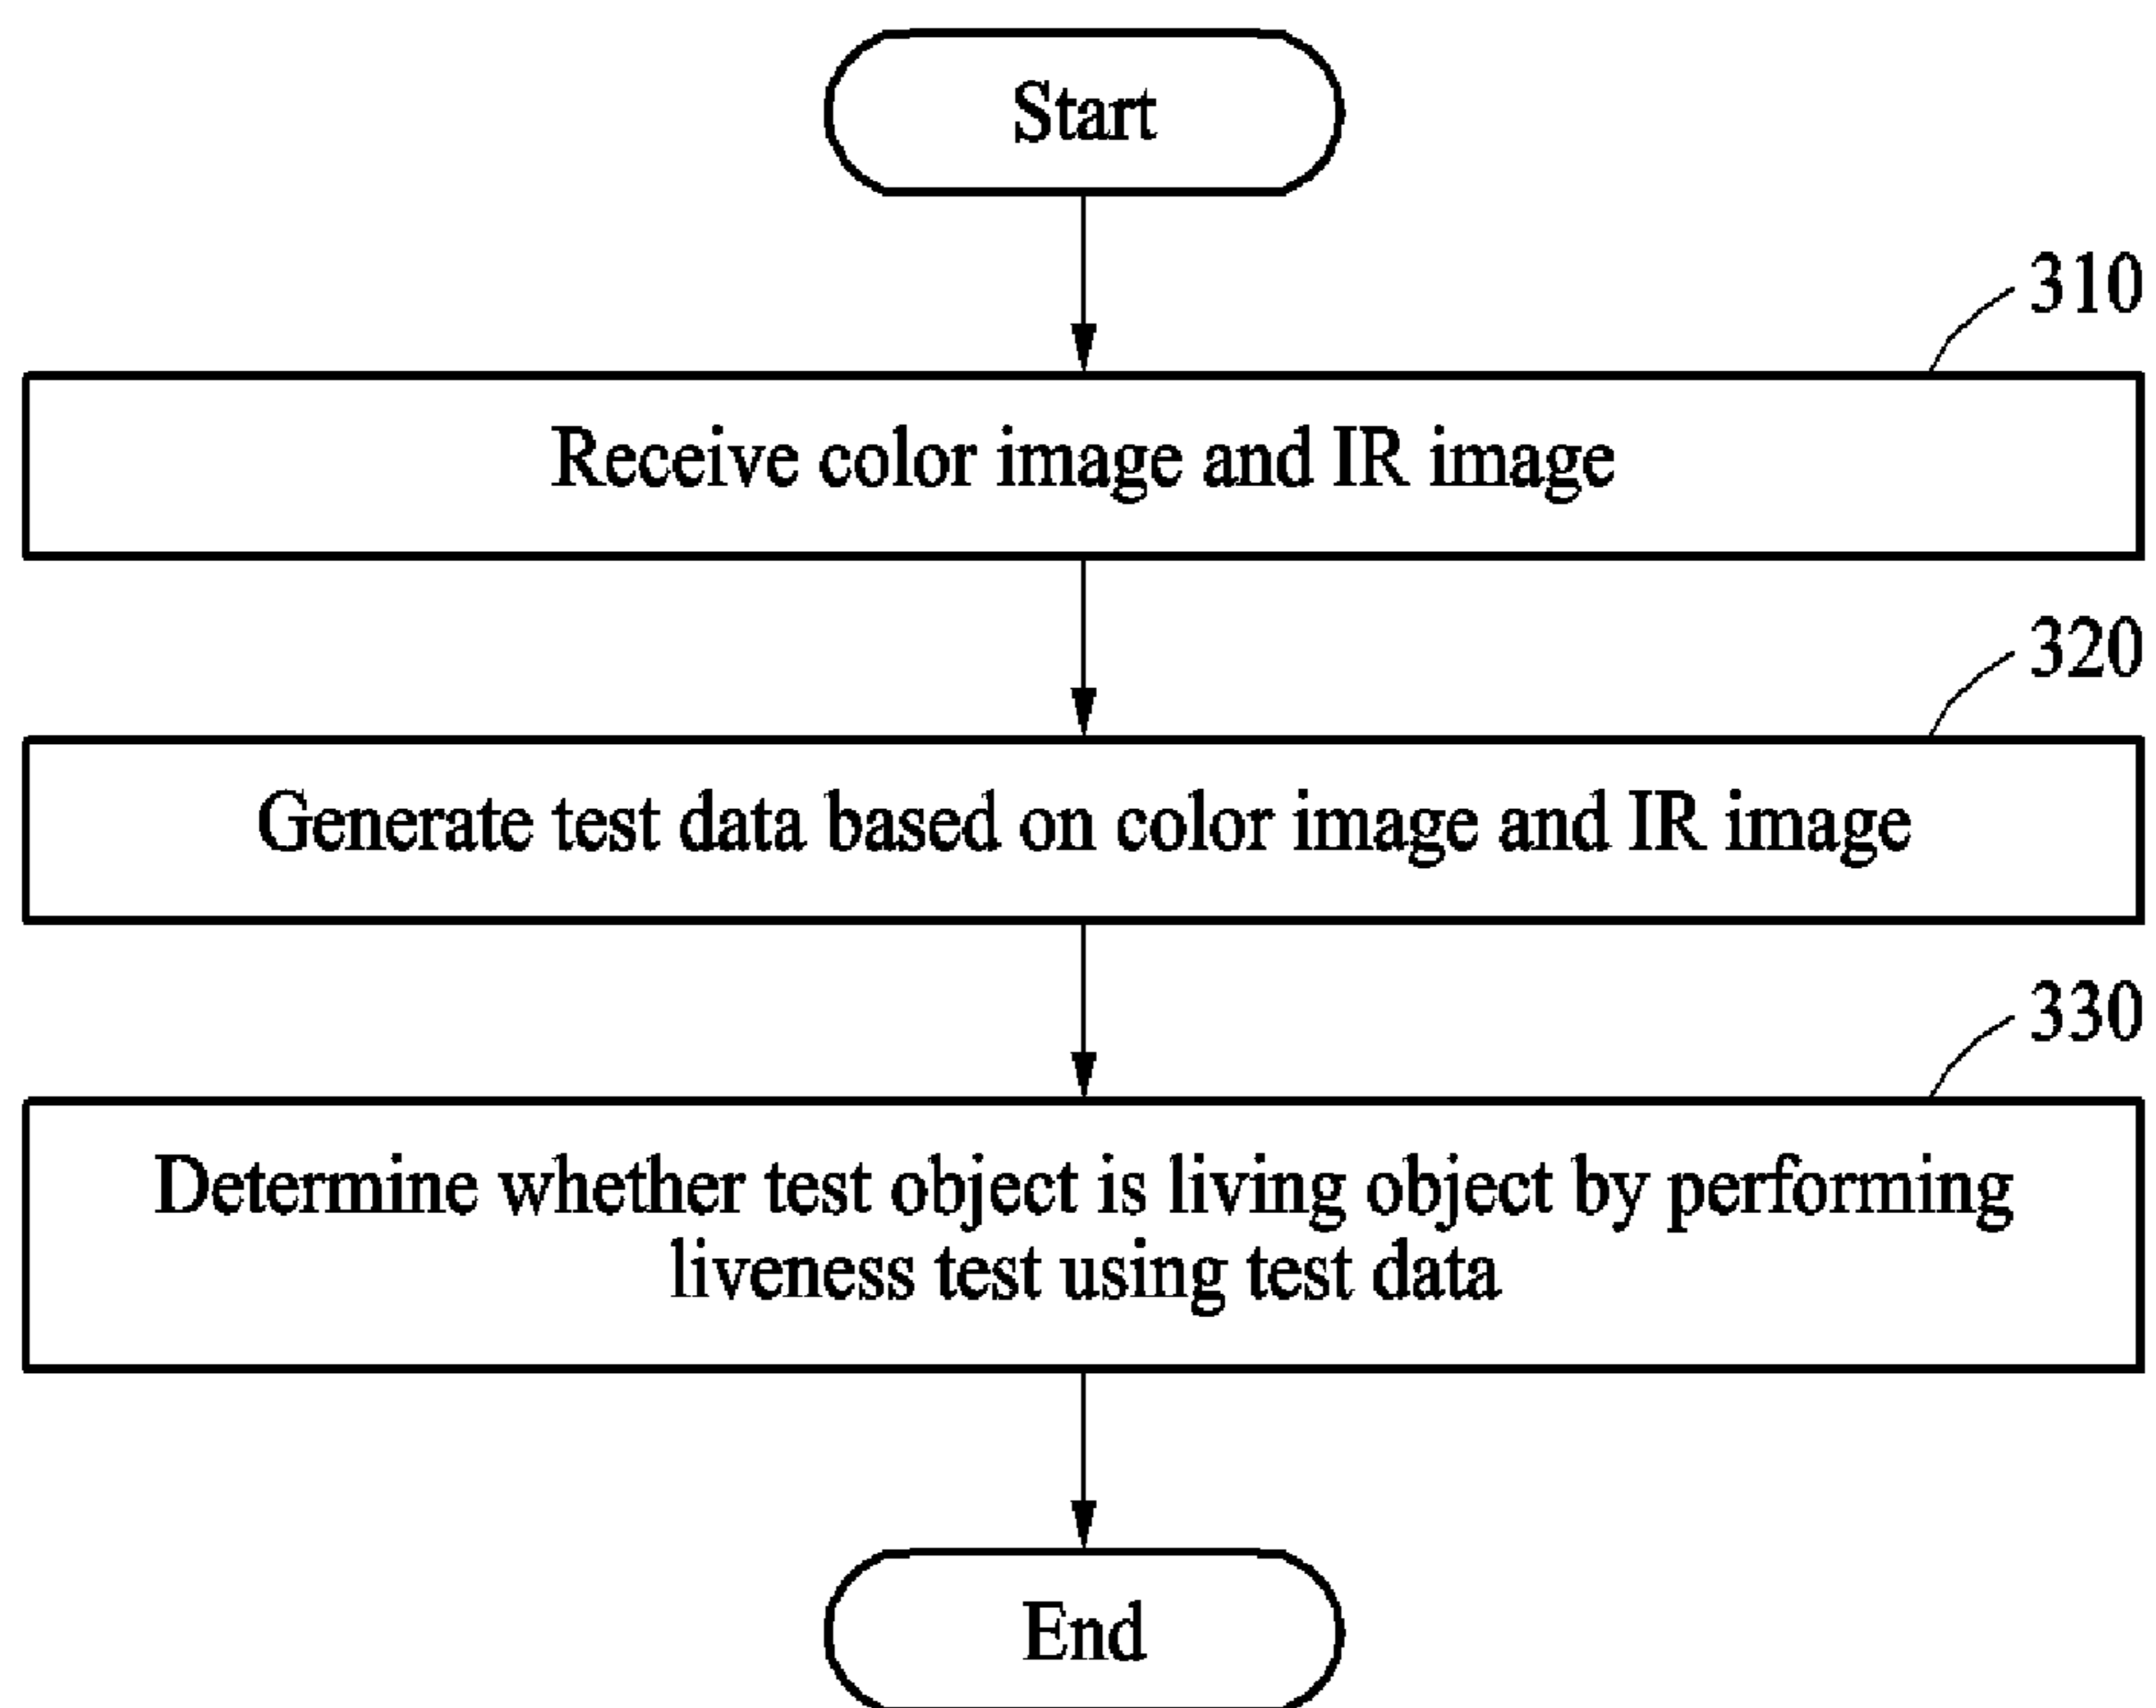 Start
310
Receive color image and IR image
320
Generate test data based on color image and IR image
330
Determine whether test object is living object by performing
liveness test using test data
End